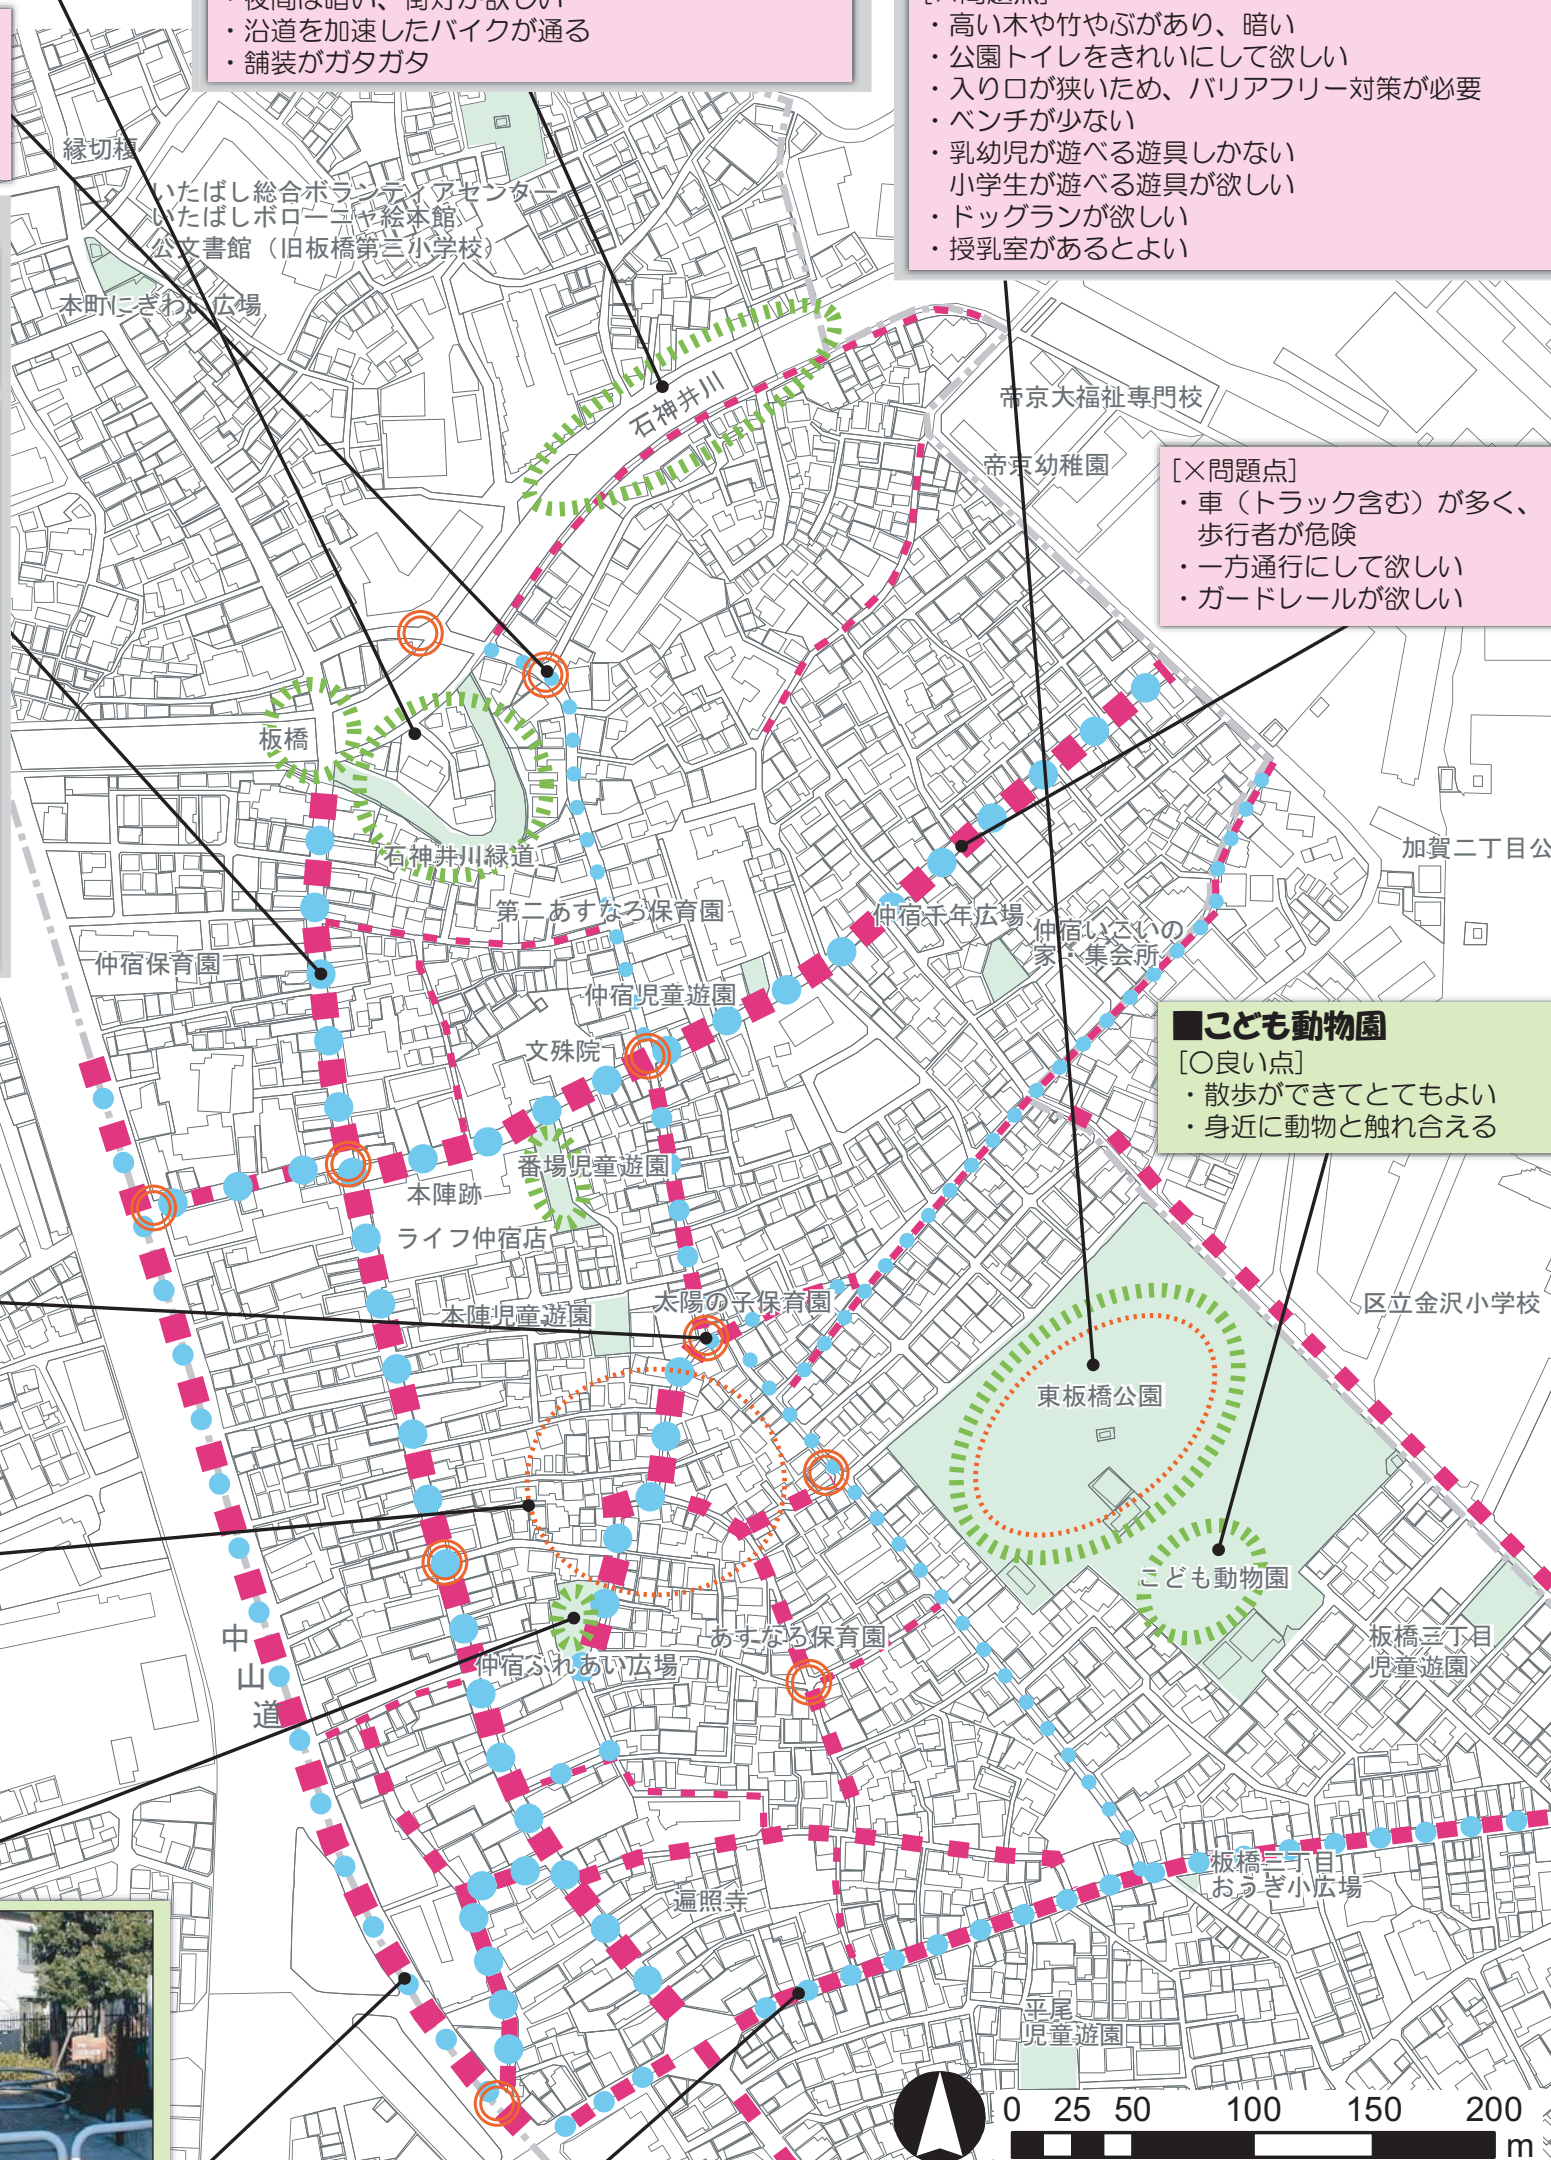 ・夜間は暗い、街灯が欲しい
・沿道を加速したバイクが通る
・舗装がガタガタ
[×問題点]
・高い木や竹やぶがあり、暗い
・公園トイレをきれいにして欲しい
・入り口が狭いため、バリアフリー対策が必要
・ベンチが少ない
・乳幼児が遊べる遊具しかない
小学生が遊べる遊具が欲しい
・ドッグランが欲しい
・授乳室があるとよい
縁切榎
いたばし総合ボランティアセンター
いたばしボローニャ絵本館
公文書館（旧板橋第三小学校）
本町にぎわい広場
石神井川
帝京大福祉専門校
帝京幼稚園
[×問題点]
・車（トラック含む）が多く、
歩行者が危険
・一方通行にして欲しい
・ガードレールが欲しい
板橋
石神井川緑道
加賀二丁目公
第二あすなろ保育園
仲宿千年広場
仲宿いこいの
家・集会所
仲宿保育園
仲宿児童遊園
文殊院
■こども動物園
[○良い点]
・散歩ができてとてもよい
・身近に動物と触れ合える
番場児童遊園
本陣跡
ライフ仲宿店
本陣児童遊園
太陽の子保育園
区立金沢小学校
東板橋公園
こども動物園
中山道
あすなろ保育園
仲宿ふれあい広場
板橋三丁目
児童遊園
板橋三丁目
おうぎ小広場
遍照寺
平尾
児童遊園
0 25 50 100 150 200
m